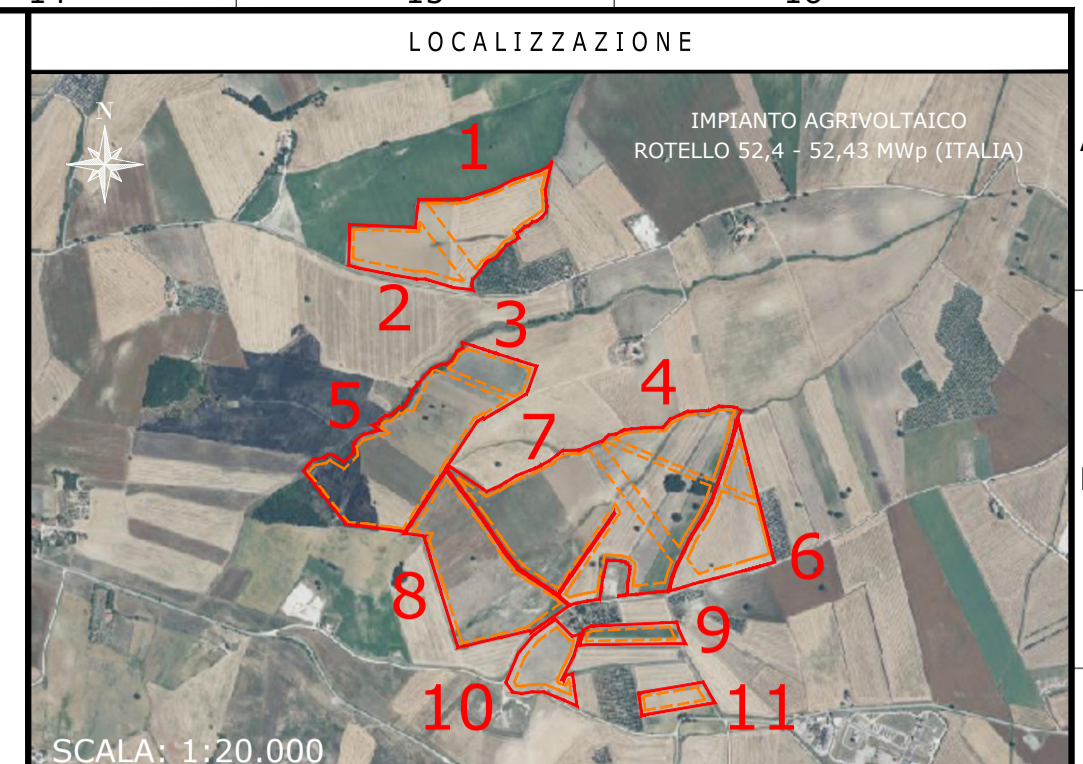 LOCALIZZAZIONE
N
IMPIANTO AGRIVOLTAICO
ROTELLO 52,4 - 52,43 MWp (ITALIA)
1
2
3
4
5
7
6
8
9
10
11
SCALA: 1:20.000